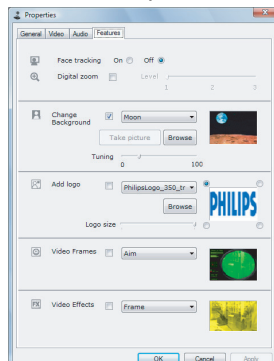 Properties
General Video Audio Features
Face tracking On Off
Digital zoom Level
1 2 3
Change Background Moon
Take picture Browse
Tuning
0 100
Add logo PhilipsLogo_350_tr
Browse
PHILIPS
Logo size
Video Frames Aim
FX Video Effects Frame
OK Cancel Apply